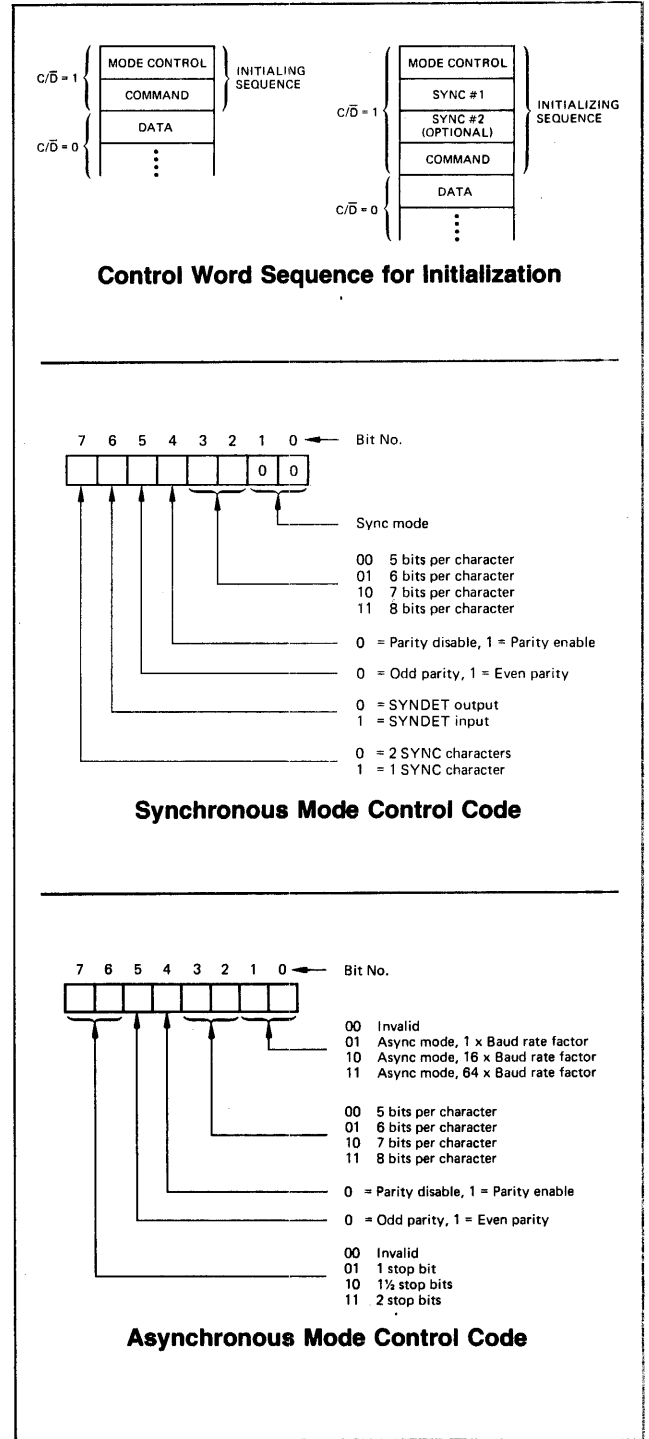 MODE CONTROL
COMMAND
DATA
C/D̅ = 1
C/D̅ = 0
INITIALING
SEQUENCE
MODE CONTROL
SYNC #1
SYNC #2
(OPTIONAL)
COMMAND
DATA
C/D̅ = 1
C/D̅ = 0
INITIALIZING
SEQUENCE
Control Word Sequence for Initialization
7 6 5 4 3 2 1 0 Bit No.
0 0
Sync mode
00 5 bits per character
01 6 bits per character
10 7 bits per character
11 8 bits per character
0 = Parity disable, 1 = Parity enable
0 = Odd parity, 1 = Even parity
0 = SYNDET output
1 = SYNDET input
0 = 2 SYNC characters
1 = 1 SYNC character
Synchronous Mode Control Code
7 6 5 4 3 2 1 0 Bit No.
00 Invalid
01 Async mode, 1 x Baud rate factor
10 Async mode, 16 x Baud rate factor
11 Async mode, 64 x Baud rate factor
00 5 bits per character
01 6 bits per character
10 7 bits per character
11 8 bits per character
0 = Parity disable, 1 = Parity enable
0 = Odd parity, 1 = Even parity
00 Invalid
01 1 stop bit
10 1½ stop bits
11 2 stop bits
Asynchronous Mode Control Code